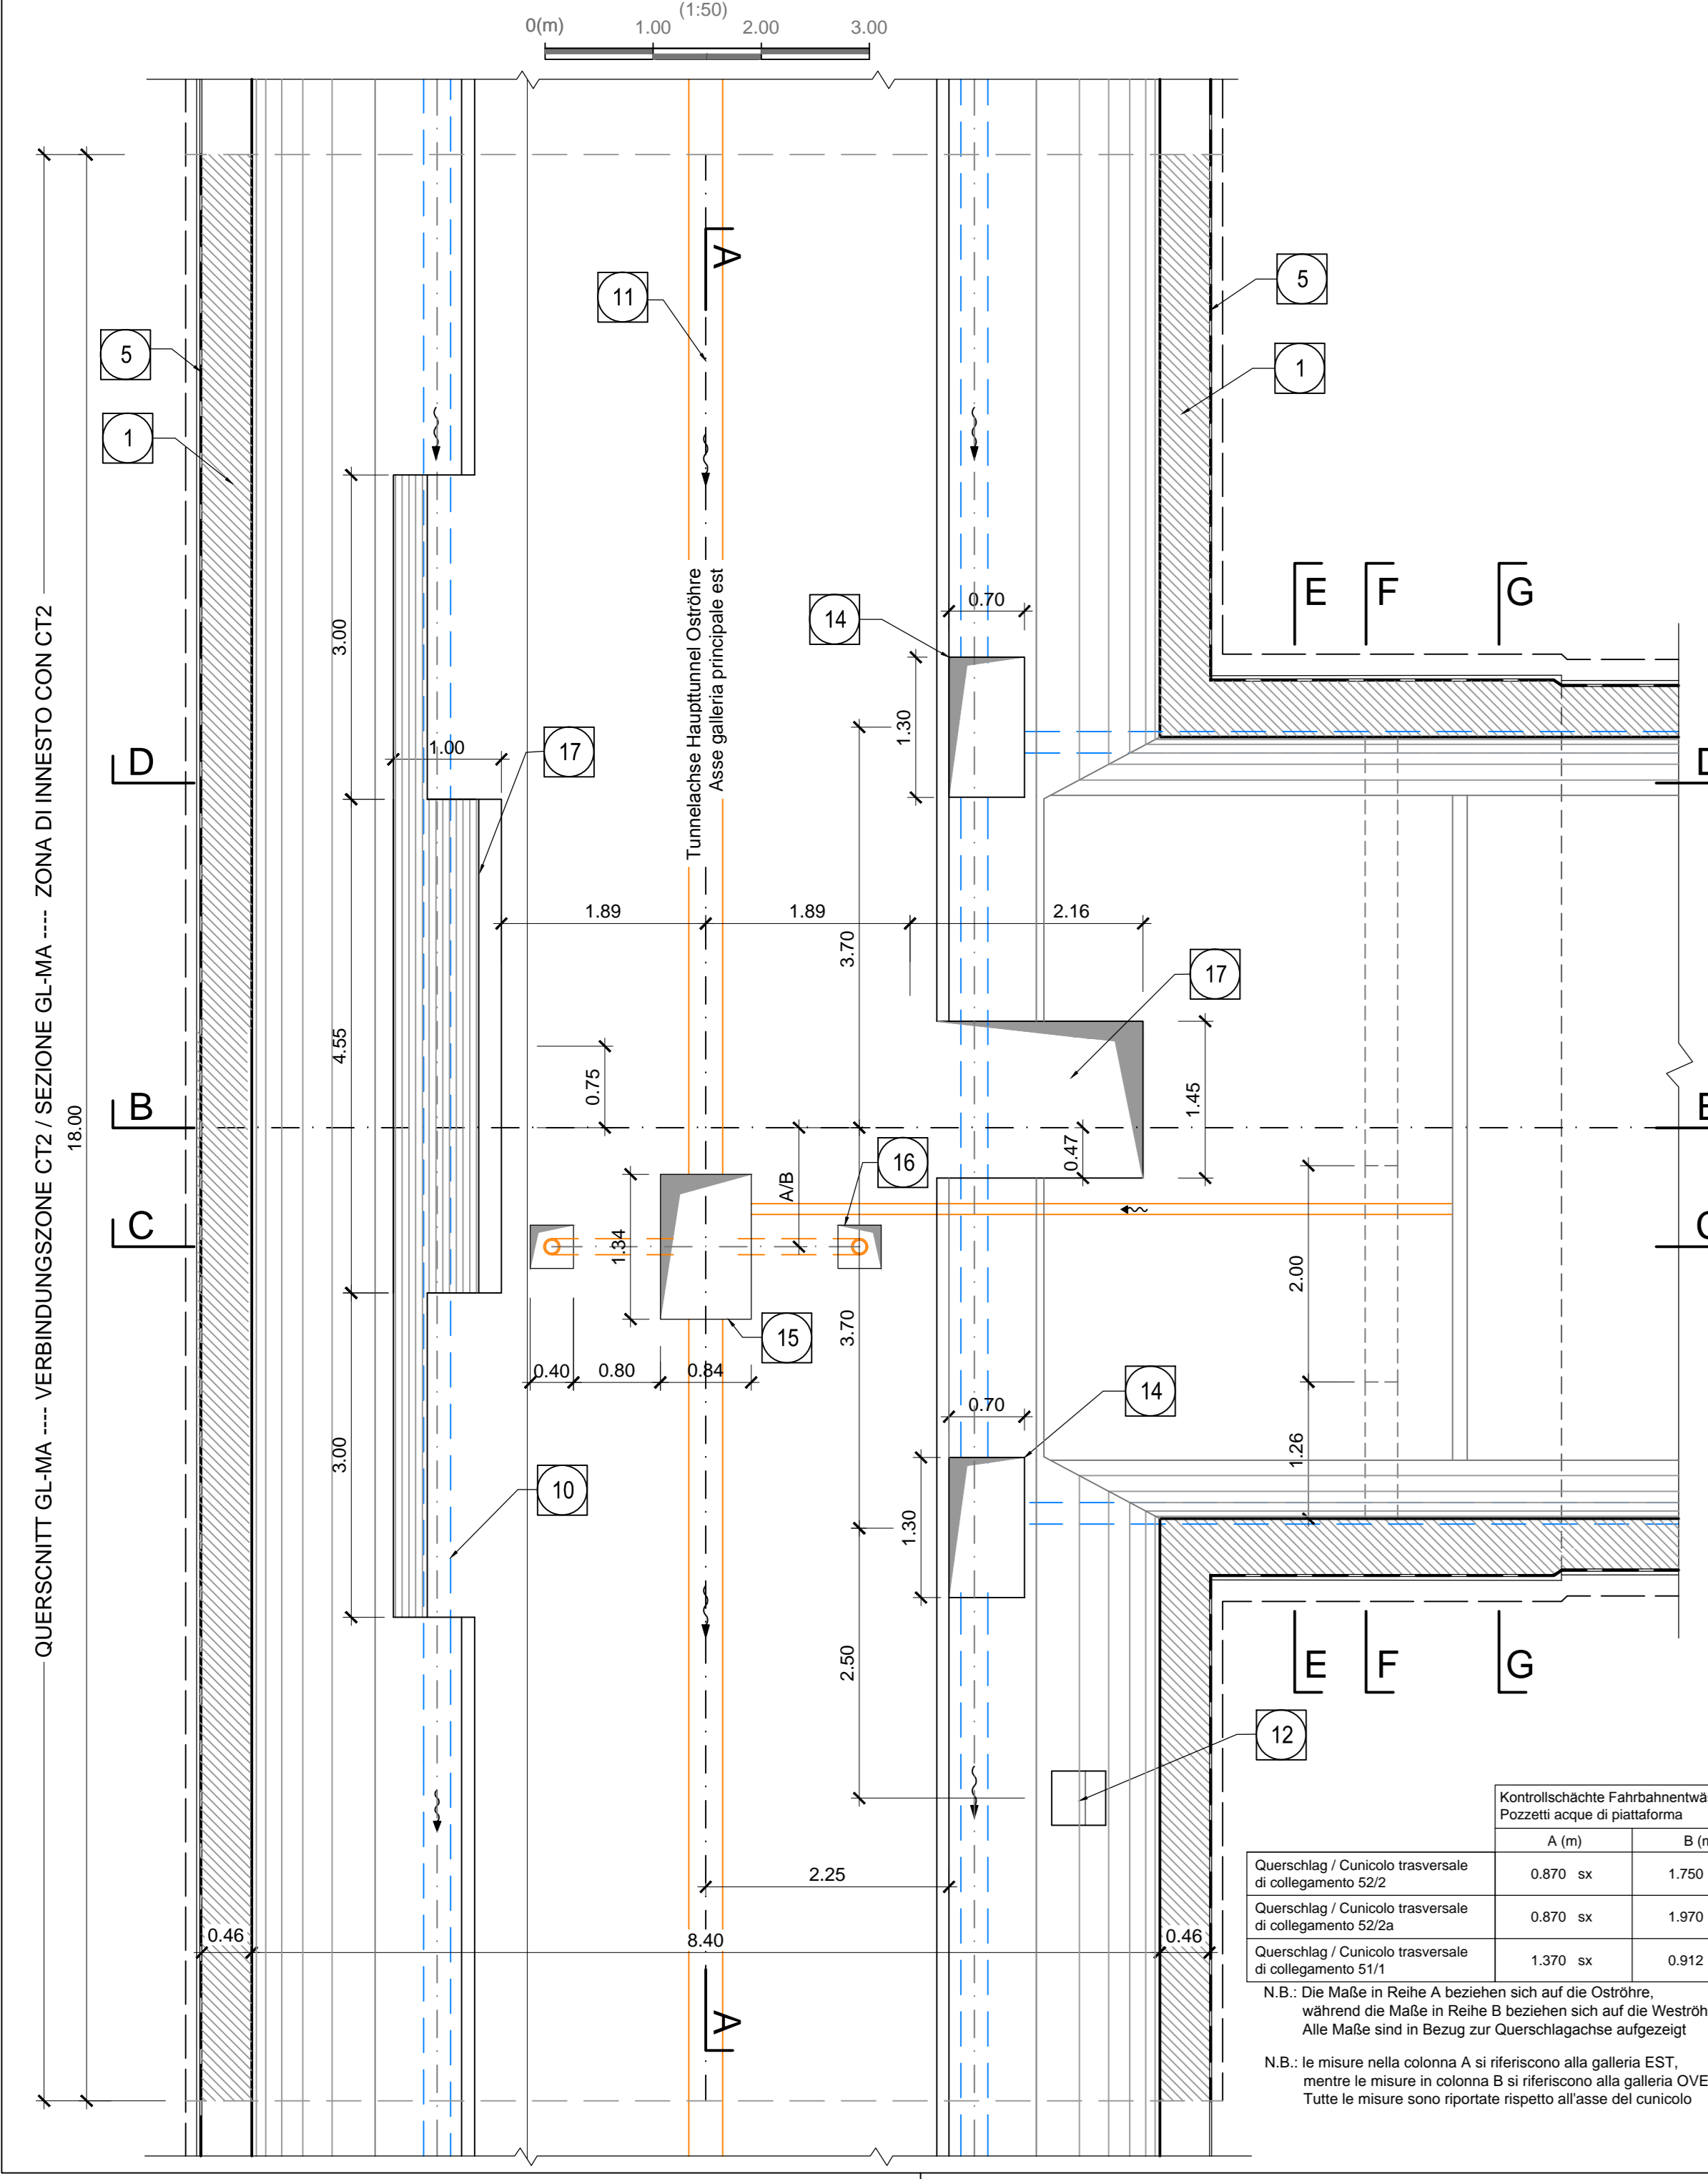 (1:50)
0(m)
1.00
2.00
3.00
A
11
5
5
1
1
E
F
G
QUERSCNITT GL-MA ---- VERBINDUNGSZONE CT2 / SEZIONE GL-MA ---- ZONA DI INNESTO CON CT2
18.00
3.00
Tunnelachse Haupttunnel Oströhre
Asse galleria principale est
14
0.70
1.30
D
1.00
17
D
1.89
1.89
2.16
3.70
17
4.55
0.75
1.45
B
0.47
A/B
16
C
1.34
2.00
15
3.70
0.40
0.80
0.84
14
0.70
3.00
1.26
10
1.30
2.50
E
F
G
12
2.25
0.46
8.40
0.46
A
Kontrollschächte Fahrbahnentwä
Pozzetti acque di piattaforma
A (m)
B (m
Querschlag / Cunicolo trasversale
di collegamento 52/2
0.870 sx
1.750
Querschlag / Cunicolo trasversale
di collegamento 52/2a
0.870 sx
1.970
Querschlag / Cunicolo trasversale
di collegamento 51/1
1.370 sx
0.912
N.B.: Die Maße in Reihe A beziehen sich auf die Oströhre,
während die Maße in Reihe B beziehen sich auf die Weströh
Alle Maße sind in Bezug zur Querschlagachse aufgezeigt
N.B.: le misure nella colonna A si riferiscono alla galleria EST,
mentre le misure in colonna B si riferiscono alla galleria OVE
Tutte le misure sono riportate rispetto all'asse del cunicolo